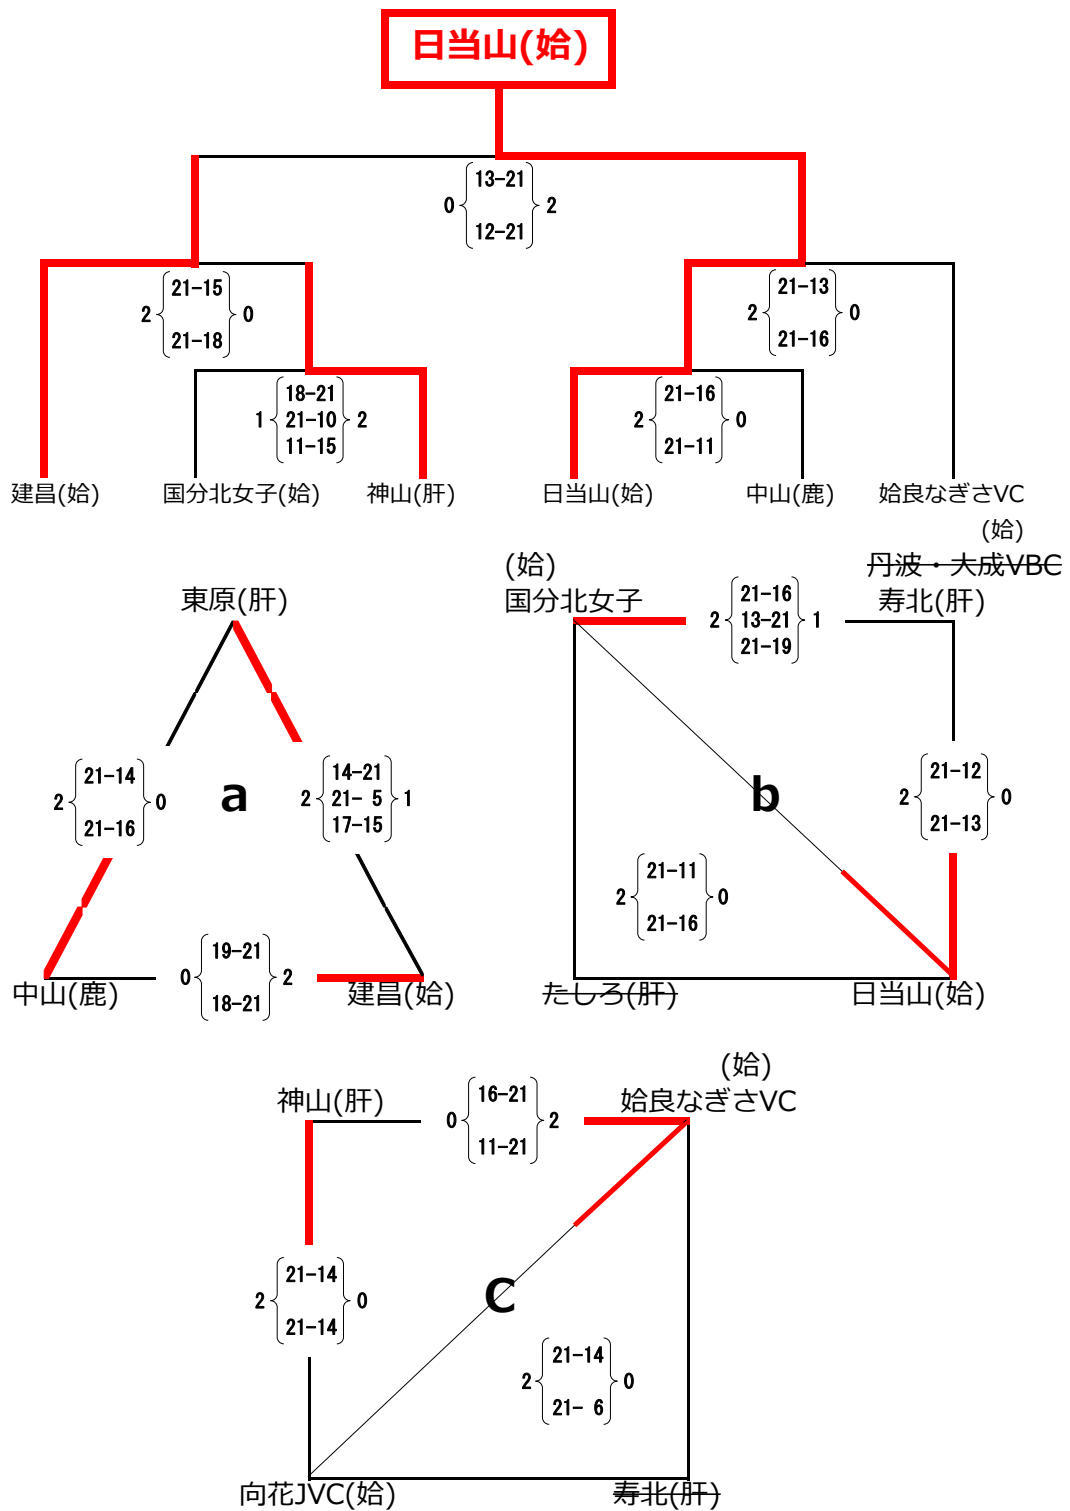 日当山(姶)
13-21
0 2
12-21
21-15
2 0
21-18
21-13
2 0
21-16
18-21
1 21-10 2
11-15
21-16
2 0
21-11
建昌(姶) 国分北女子(姶) 神山(肝) 日当山(姶) 中山(鹿) 姶良なぎさVC
(姶)
東原(肝)
21-14
2 0
21-16
a
14-21
2 21- 5 1
17-15
19-21
0 2
18-21
中山(鹿) 建昌(姶)
(姶) 丹波・大成VBC
国分北女子 寿北(肝)
21-16
2 13-21 1
21-19
b
21-12
2 0
21-13
21-11
2 0
21-16
たしろ(肝) 日当山(姶)
(姶)
神山(肝) 姶良なぎさVC
16-21
0 2
11-21
21-14
2 0
21-14
C
21-14
2 0
21- 6
向花JVC(姶) 寿北(肝)